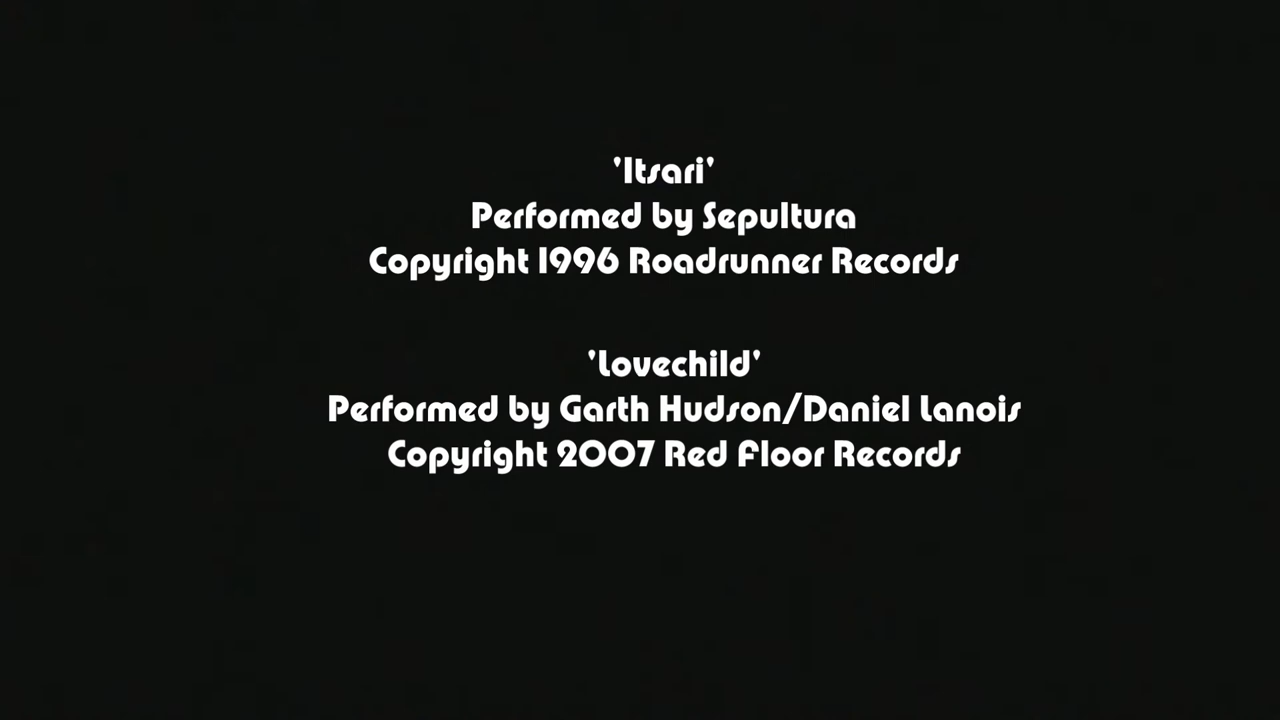 'Itsari'
Performed by Sepultura
Copyright 1996 Roadrunner Records
'Lovechild'
Performed by Garth Hudson/Daniel Lanois
Copyright 2007 Red Floor Records